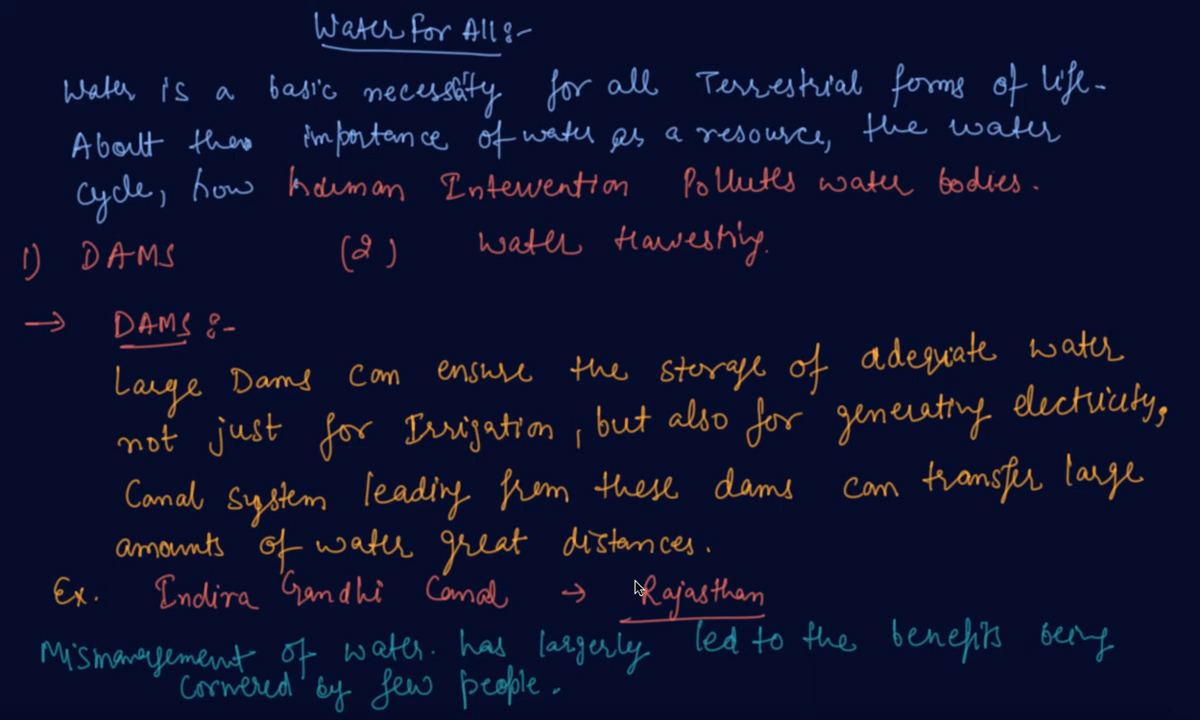 Water for All :-
Water is a basic necessity for all Terrestrial forms of life.
About the importance of water as a resource, the water
cycle, how human Intervention Pollutes water bodies.
1) DAMS (2) Water Harvesting.
→ DAMS :-
Large Dams can ensure the storage of adequate water
not just for Irrigation, but also for generating electricity,
Canal system leading from these dams can transfer large
amounts of water great distances.
Ex. Indira Gandhi Canal → Rajasthan
Mismanagement of water. has largerly led to the benefits being
cornered by few people.